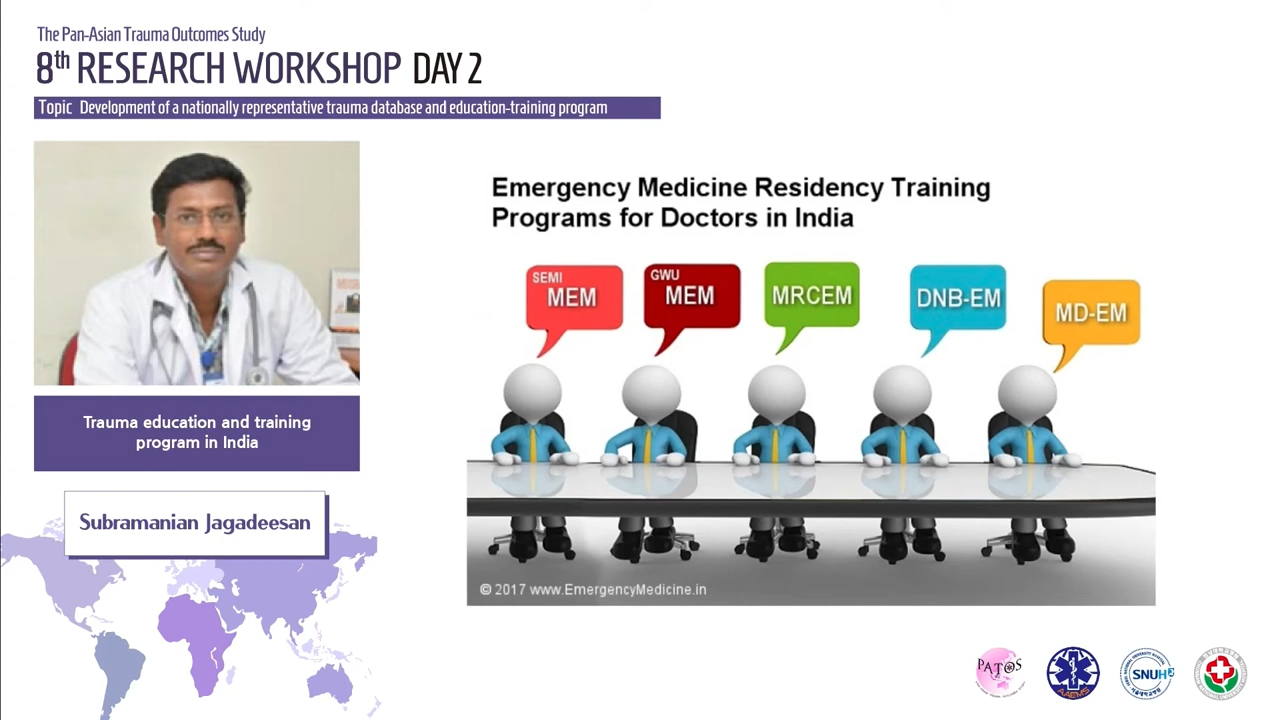 The Pan-Asian Trauma Outcomes Study
8th RESEARCH WORKSHOP DAY 2
Topic Development of a nationally representative trauma database and education-training program
Emergency Medicine Residency Training
Programs for Doctors in India
SEMI
MEM
GWU
MEM
MRCEM
DNB-EM
MD-EM
Trauma education and training
program in India
Subramanian Jagadeesan
© 2017 www.EmergencyMedicine.in
PATOS
AAEMS
SNUH